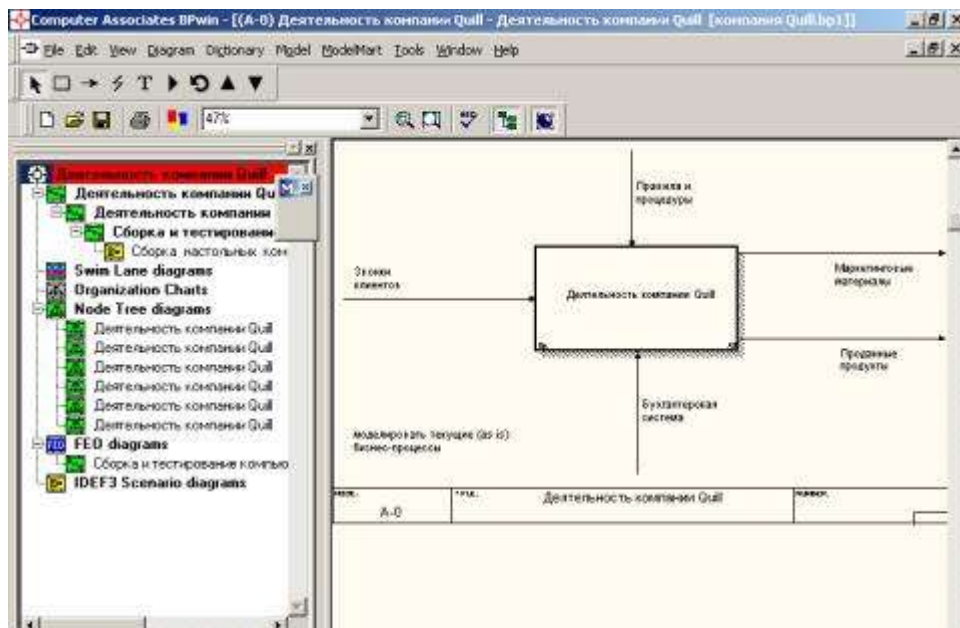 Computer Associates BPwin - [(A-0) Деятельность компании Quill - Деятельность компании Quill [компания Quill.bp1]]
File Edit View Diagram Dictionary Model ModelMart Tools Window Help
47%
Деятельность компании Quill
Деятельность компании Qu
Деятельность компании
Сборка и тестировани
Сборка настольных ком
Swim Lane diagrams
Organization Charts
Node Tree diagrams
Деятельность компании Quill
Деятельность компании Quill
Деятельность компании Quill
Деятельность компании Quill
Деятельность компании Quill
Деятельность компании Quill
FEO diagrams
Сборка и тестирование компью
IDEF3 Scenario diagrams
Правила и
процедуры
Звонки
клиентов
Деятельность компании Quill
Маркетинговые
материалы
Проданные
продукты
Бухгалтерская
система
моделировать текущие (as is)
бизнес-процессы
NODE: TITLE: Деятельность компании Quill NUMBER:
A-0